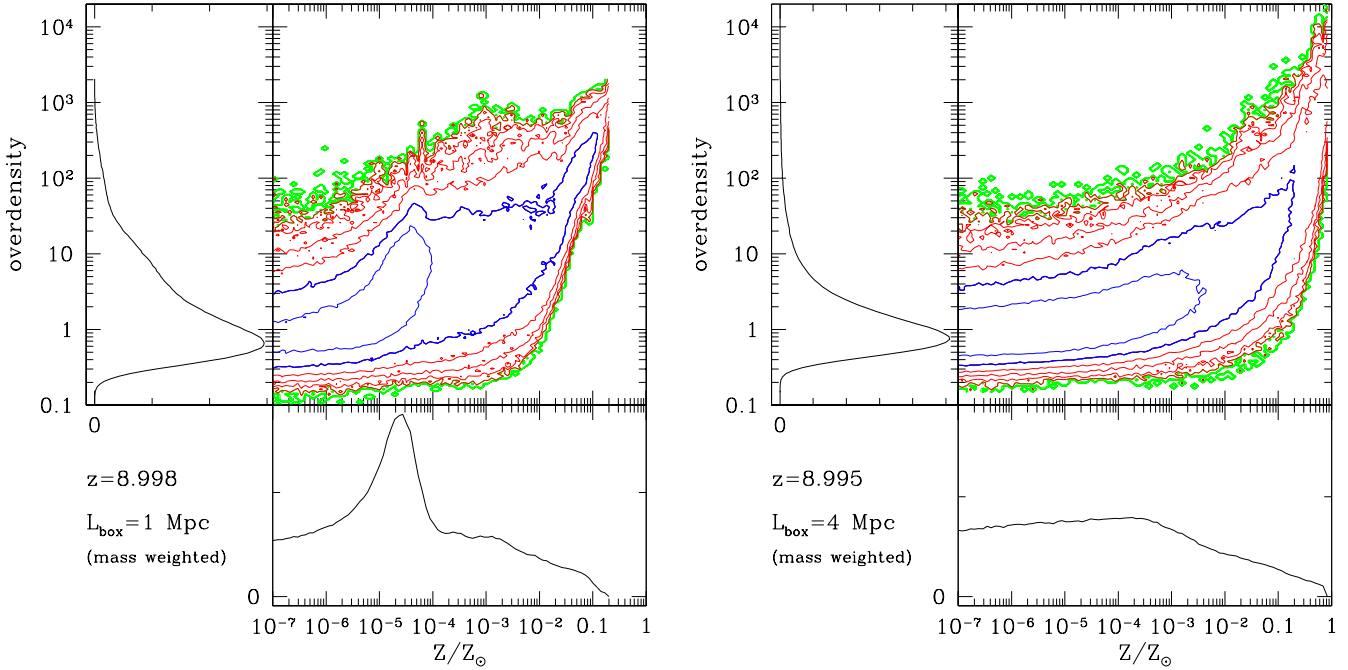 overdensity
10⁴
10³
10²
10
1
0.1
0
z=8.998
L_box=1 Mpc
(mass weighted)
0
10⁻⁷ 10⁻⁶ 10⁻⁵ 10⁻⁴ 10⁻³ 10⁻² 0.1 1
Z/Z☉
overdensity
10⁴
10³
10²
10
1
0.1
0
z=8.995
L_box=4 Mpc
(mass weighted)
0
10⁻⁷ 10⁻⁶ 10⁻⁵ 10⁻⁴ 10⁻³ 10⁻² 0.1 1
Z/Z☉